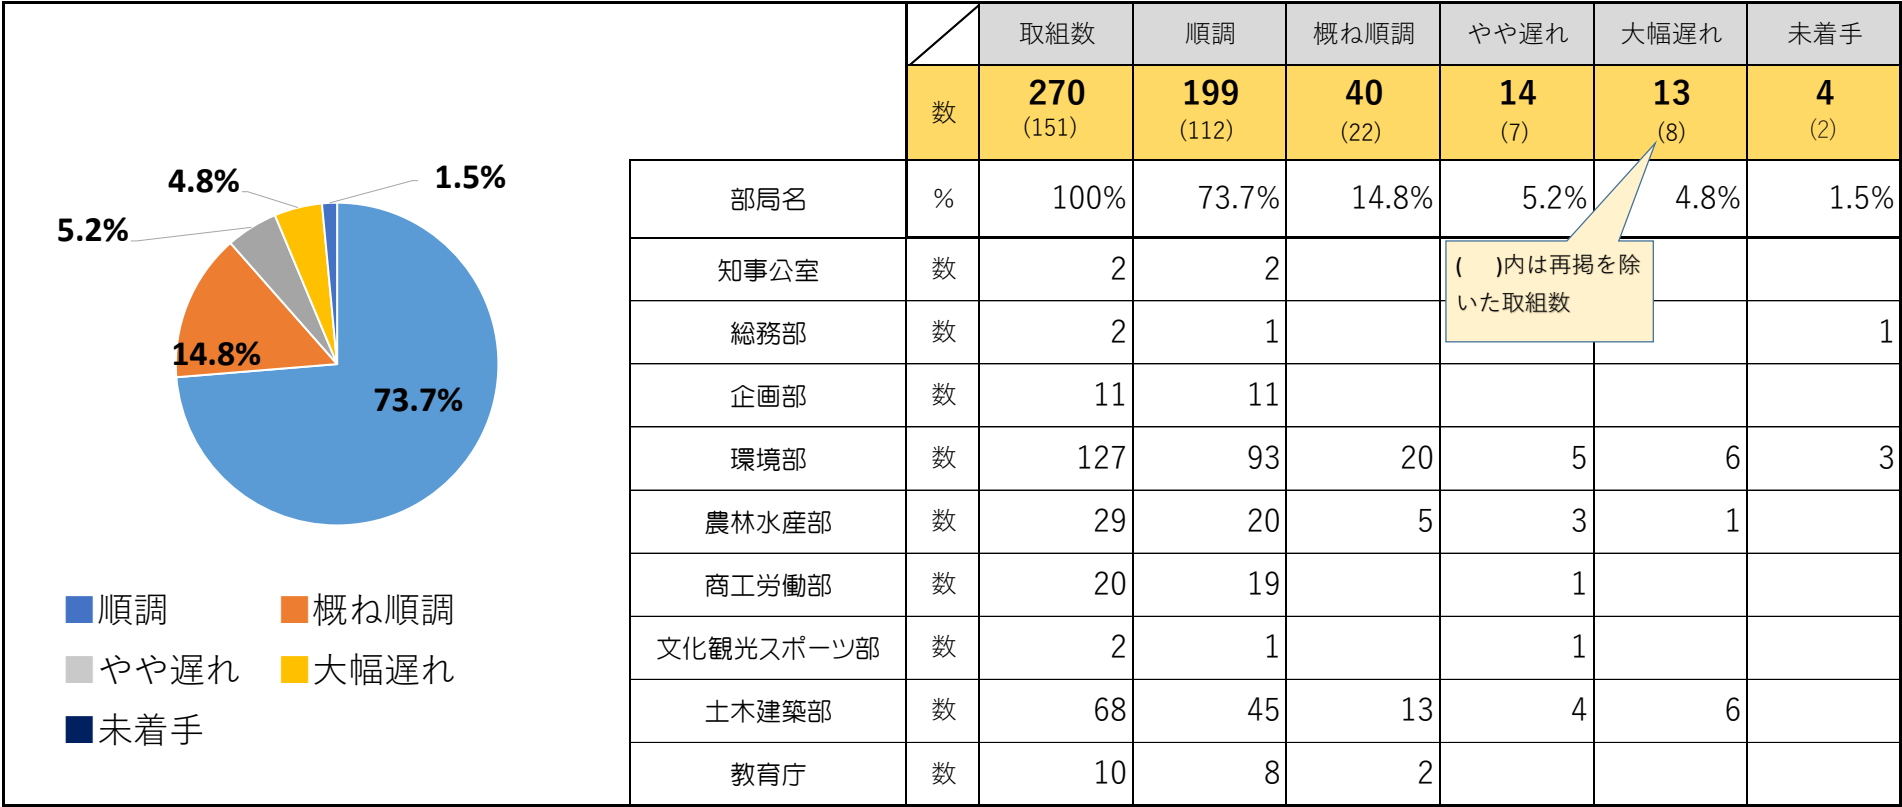 4.8%
1.5%
5.2%
14.8%
73.7%
順調 概ね順調
やや遅れ 大幅遅れ
未着手
取組数 順調 概ね順調 やや遅れ 大幅遅れ 未着手
数 270 199 40 14 13 4
(151) (112) (22) (7) (8) (2)
部局名 % 100% 73.7% 14.8% 5.2% 4.8% 1.5%
知事公室 数 2 2
( )内は再掲を除
いた取組数
総務部 数 2 1 1
企画部 数 11 11
環境部 数 127 93 20 5 6 3
農林水産部 数 29 20 5 3 1
商工労働部 数 20 19 1
文化観光スポーツ部 数 2 1 1
土木建築部 数 68 45 13 4 6
教育庁 数 10 8 2